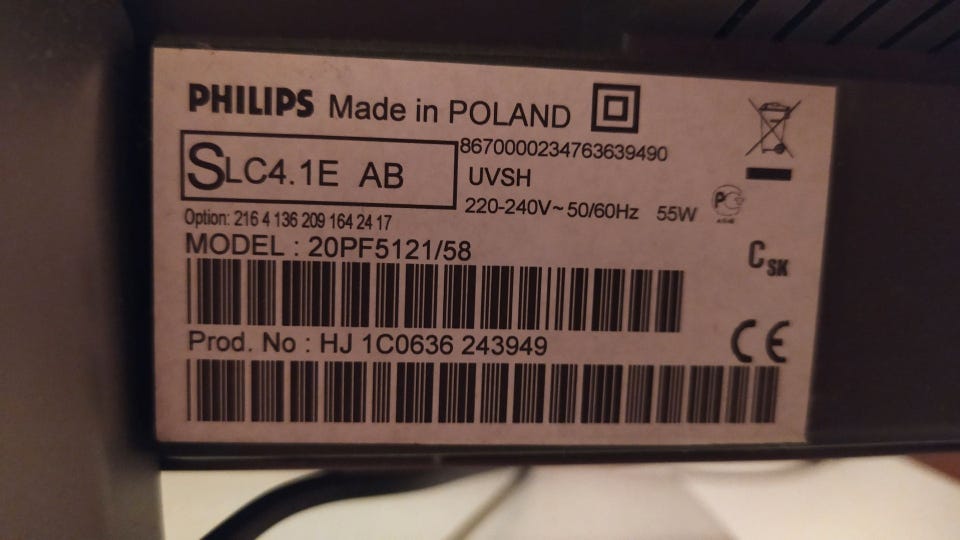 PHILIPS Made in POLAND
8670000234763639490
SLC4.1E AB
UVSH
220-240V~50/60Hz 55W
Option: 216 4 136 209 164 24 17
MODEL : 20PF5121/58
CSK
Prod. No : HJ 1C0636 243949
CE